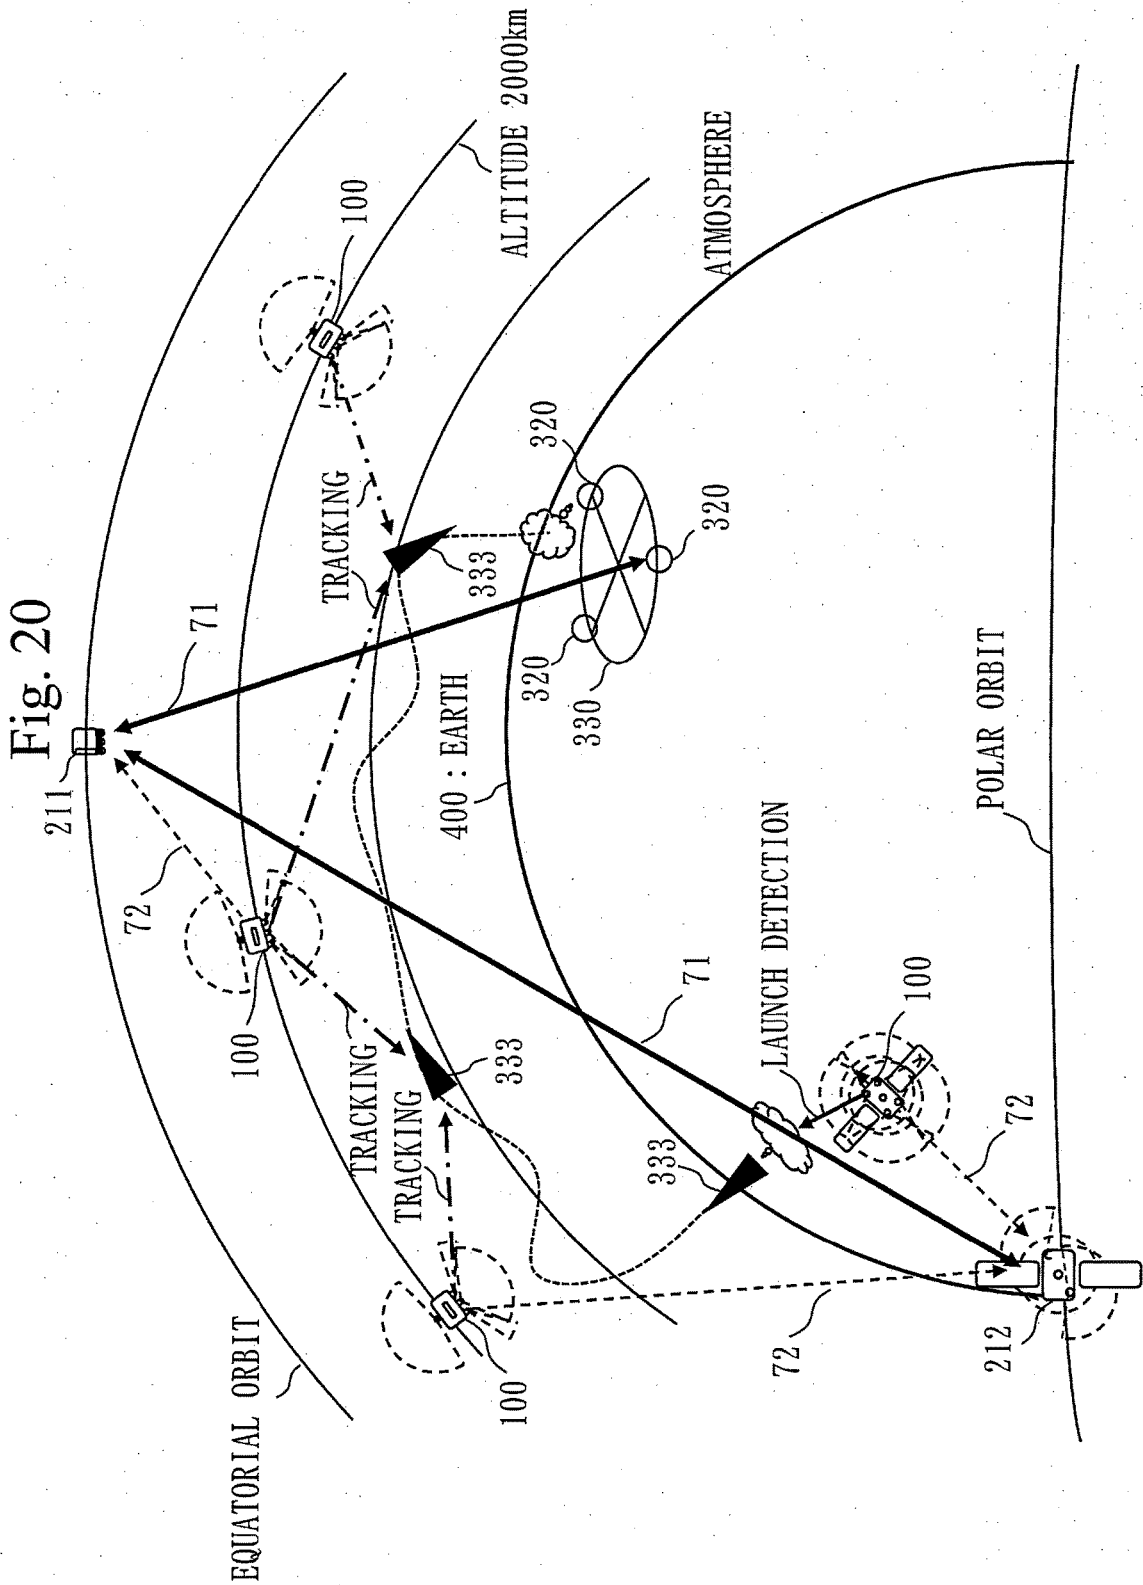 Fig. 20
211
72
71
EQUATORIAL ORBIT
100
TRACKING
100
TRACKING
TRACKING
400 : EARTH
333
100
333
ALTITUDE 2000km
320
320
330
333
71
320
ATMOSPHERE
LAUNCH DETECTION
72
100
212
72
POLAR ORBIT